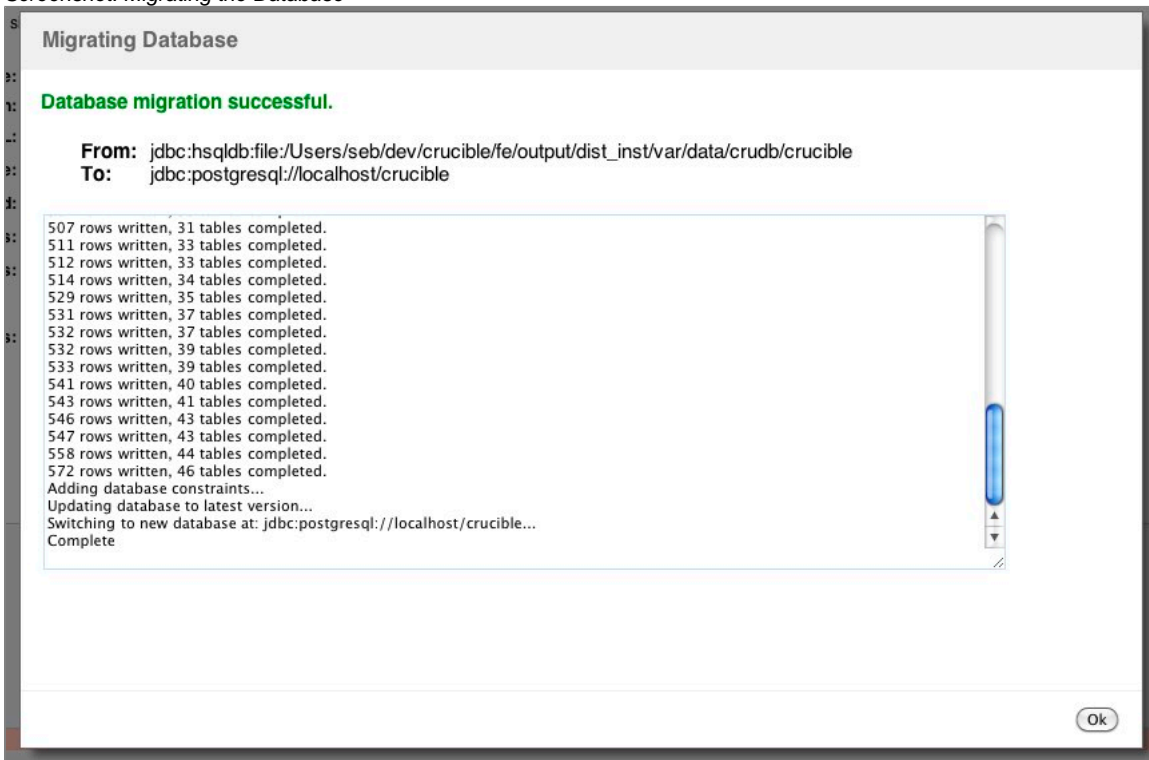 Screenshot: Migrating the Database
s
Migrating Database
e:
Database migration successful.
n:
From: jdbc:hsqldb:file:/Users/seb/dev/crucible/fe/output/dist_inst/var/data/crudb/crucible
e:
To: jdbc:postgresql://localhost/crucible
d:
507 rows written, 31 tables completed.
s:
511 rows written, 33 tables completed.
512 rows written, 33 tables completed.
s:
514 rows written, 34 tables completed.
529 rows written, 35 tables completed.
531 rows written, 37 tables completed.
532 rows written, 37 tables completed.
s:
532 rows written, 39 tables completed.
533 rows written, 39 tables completed.
541 rows written, 40 tables completed.
543 rows written, 41 tables completed.
546 rows written, 43 tables completed.
547 rows written, 43 tables completed.
558 rows written, 44 tables completed.
572 rows written, 46 tables completed.
Adding database constraints...
Updating database to latest version...
Switching to new database at: jdbc:postgresql://localhost/crucible...
Complete
Ok